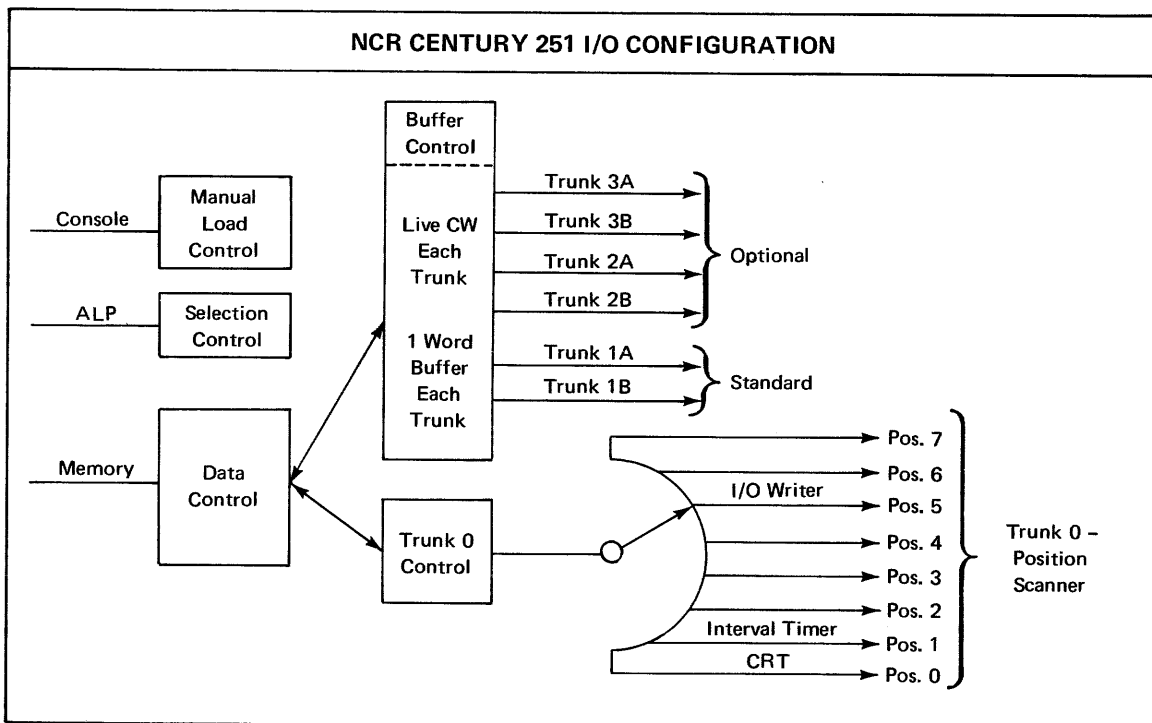 NCR CENTURY 251 I/O CONFIGURATION
Console
Manual
Load
Control
ALP
Selection
Control
Memory
Data
Control
Buffer
Control
Live CW
Each
Trunk
1 Word
Buffer
Each
Trunk
Trunk 3A
Trunk 3B
Trunk 2A
Trunk 2B
Optional
Trunk 1A
Trunk 1B
Standard
Trunk 0
Control
Pos. 7
Pos. 6
I/O Writer
Pos. 5
Pos. 4
Pos. 3
Pos. 2
Interval Timer
Pos. 1
CRT
Pos. 0
Trunk 0 –
Position
Scanner